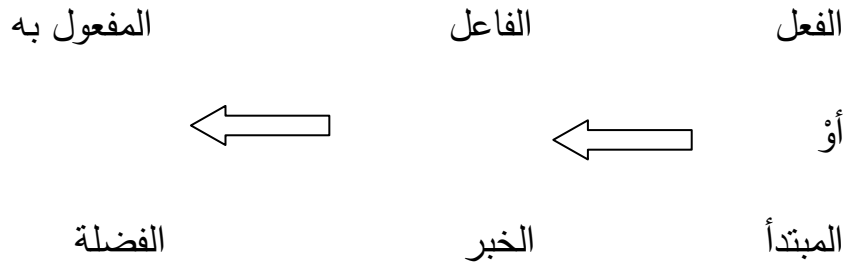 الفعل الفاعل المفعول به
أوْ
المبتدأ الخبر الفضلة